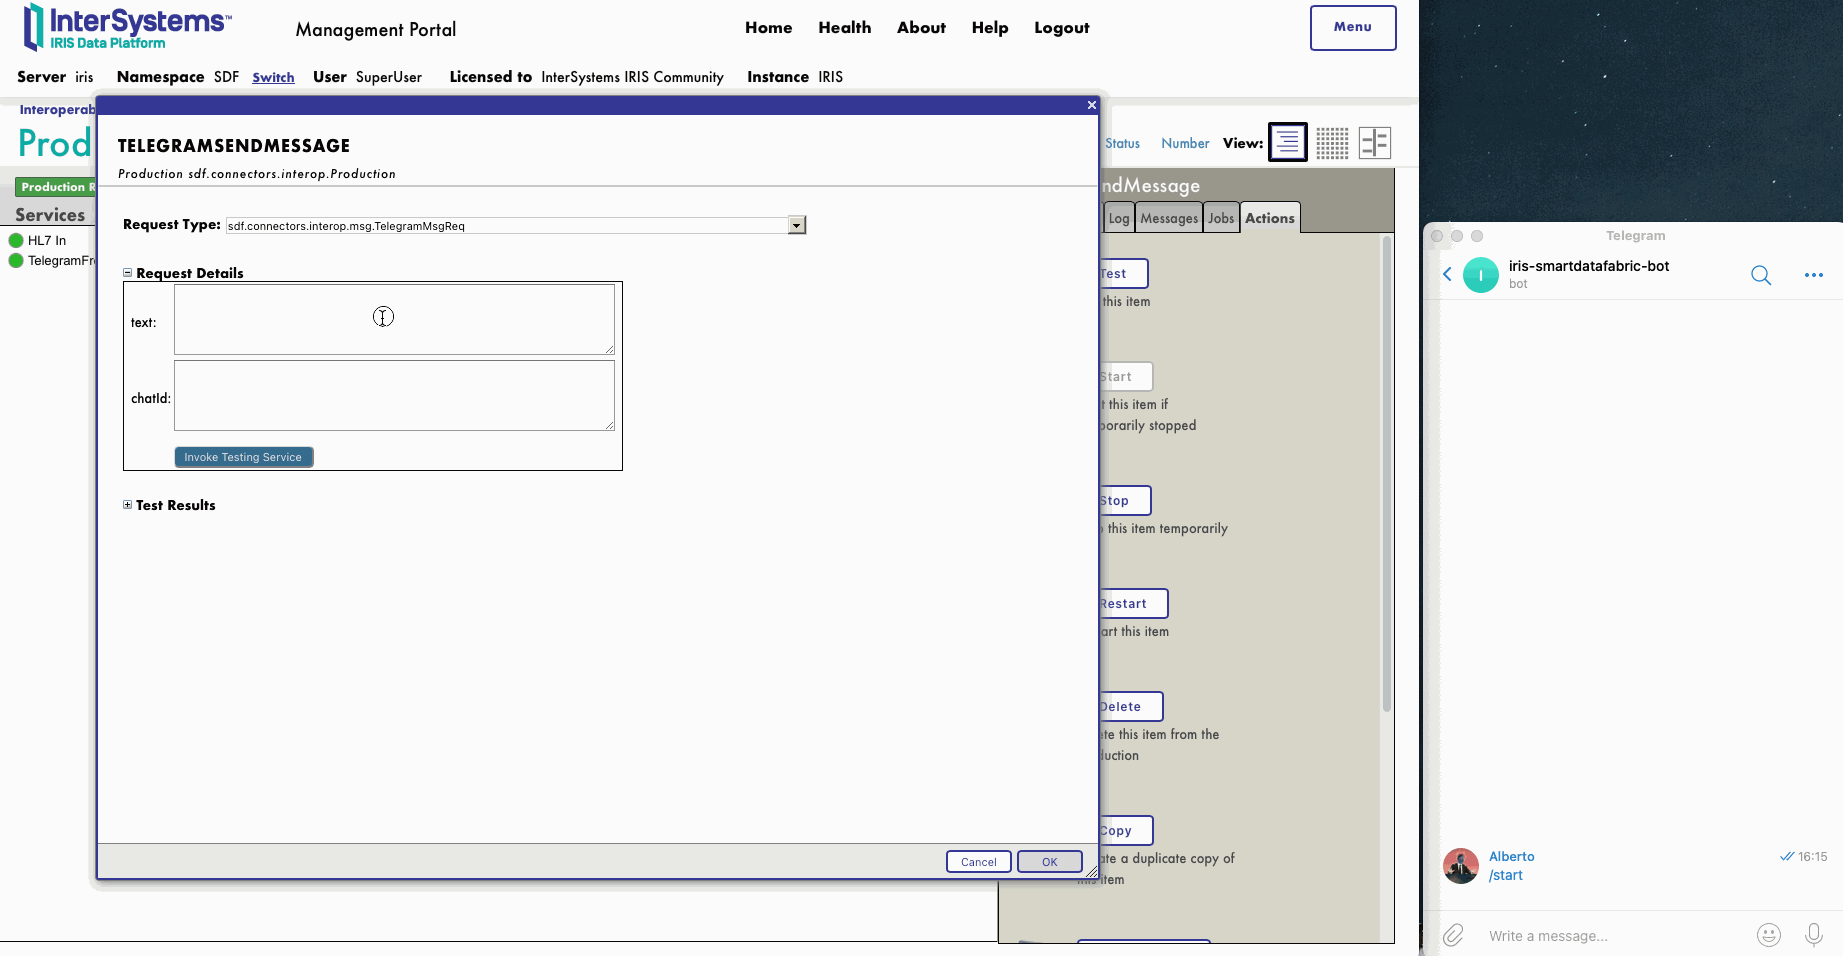 InterSystems™
IRIS Data Platform
Management Portal
Home Health About Help Logout
Menu
Server iris Namespace SDF Switch User SuperUser Licensed to InterSystems IRIS Community Instance IRIS
Interoperab
Prod
Status Number View:
Production R
Services
HL7 In
TelegramFr
TELEGRAMSENDMESSAGE
Production sdf.connectors.interop.Production
Request Type: sdf.connectors.interop.msg.TelegramMsgReq
Request Details
text:
chatId:
Invoke Testing Service
Test Results
Cancel OK
ndMessage
Log Messages Jobs Actions
Test
this item
Start
t this item if
porarily stopped
Stop
this item temporarily
Restart
art this item
Delete
ete this item from the
duction
Copy
ate a duplicate copy of
this item
Telegram
I
iris-smartdatafabric-bot
bot
Alberto 16:15
/start
Write a message...